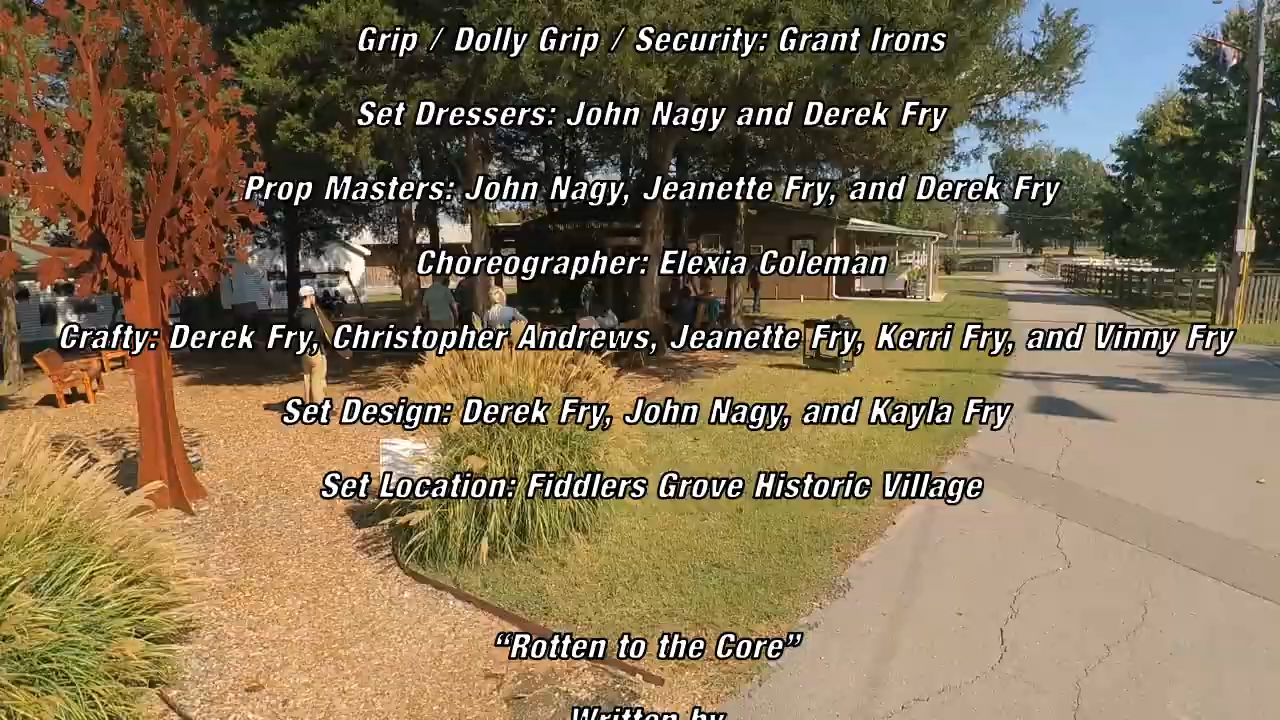 Grip / Dolly Grip / Security: Grant Irons
Set Dressers: John Nagy and Derek Fry
Prop Masters: John Nagy, Jeanette Fry, and Derek Fry
Choreographer: Elexia Coleman
Crafty: Derek Fry, Christopher Andrews, Jeanette Fry, Kerri Fry, and Vinny Fry
Set Design: Derek Fry, John Nagy, and Kayla Fry
Set Location: Fiddlers Grove Historic Village
“Rotten to the Core”
Written by